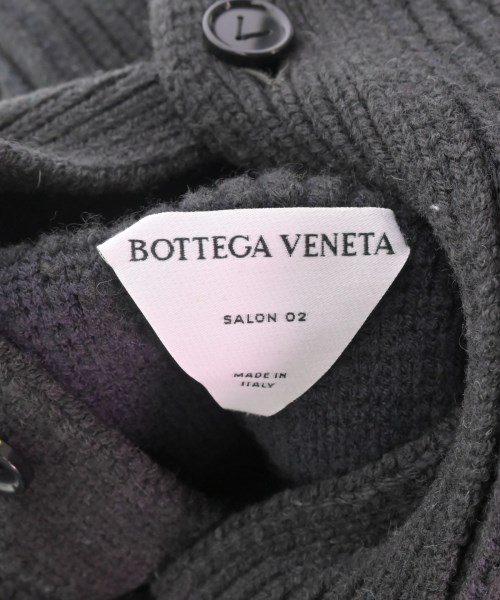 BOTTEGA VENETA
SALON 02
MADE IN
ITALY